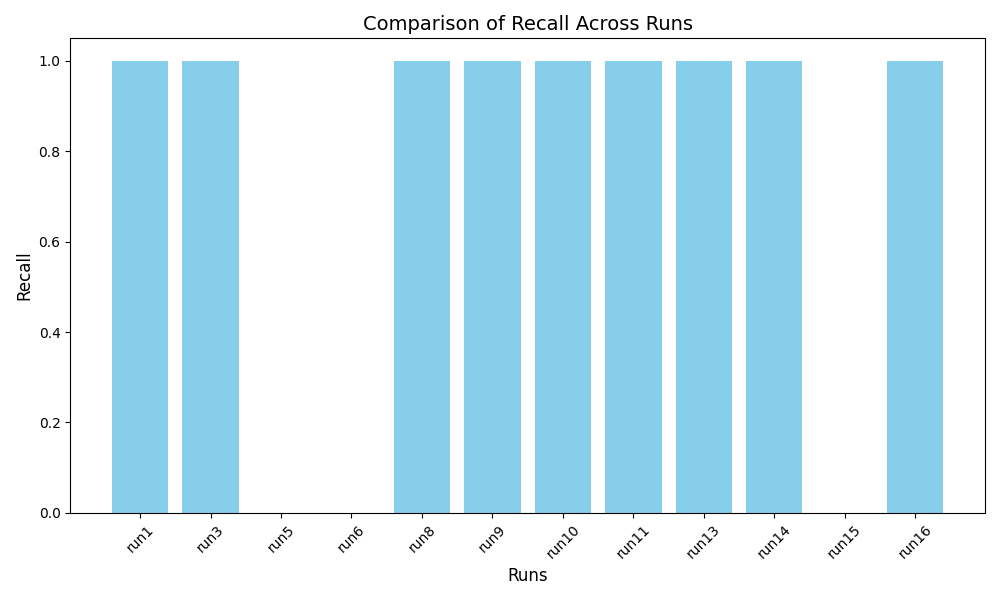 Comparison of Recall Across Runs
1.0
0.8
0.6
0.4
0.2
0.0
Recall
run1 run3 run5 run6 run8 run9 run10 run11 run13 run14 run15 run16
Runs